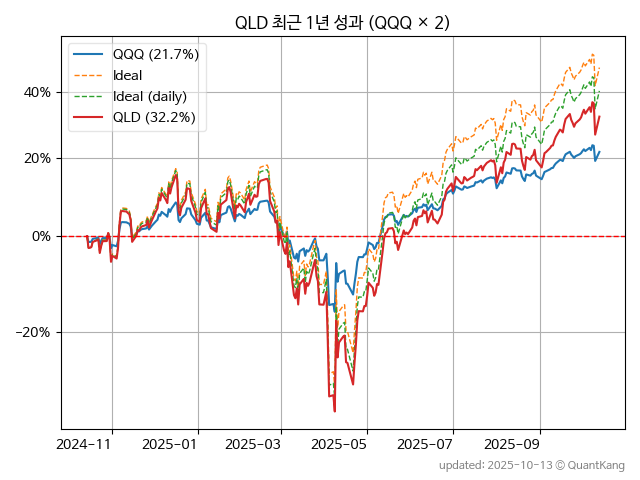 QLD 최근 1년 성과 (QQQ × 2)
QQQ (21.7%)
Ideal
Ideal (daily)
QLD (32.2%)
40%
20%
0%
−20%
2024-11 2025-01 2025-03 2025-05 2025-07 2025-09
updated: 2025-10-13 © QuantKang